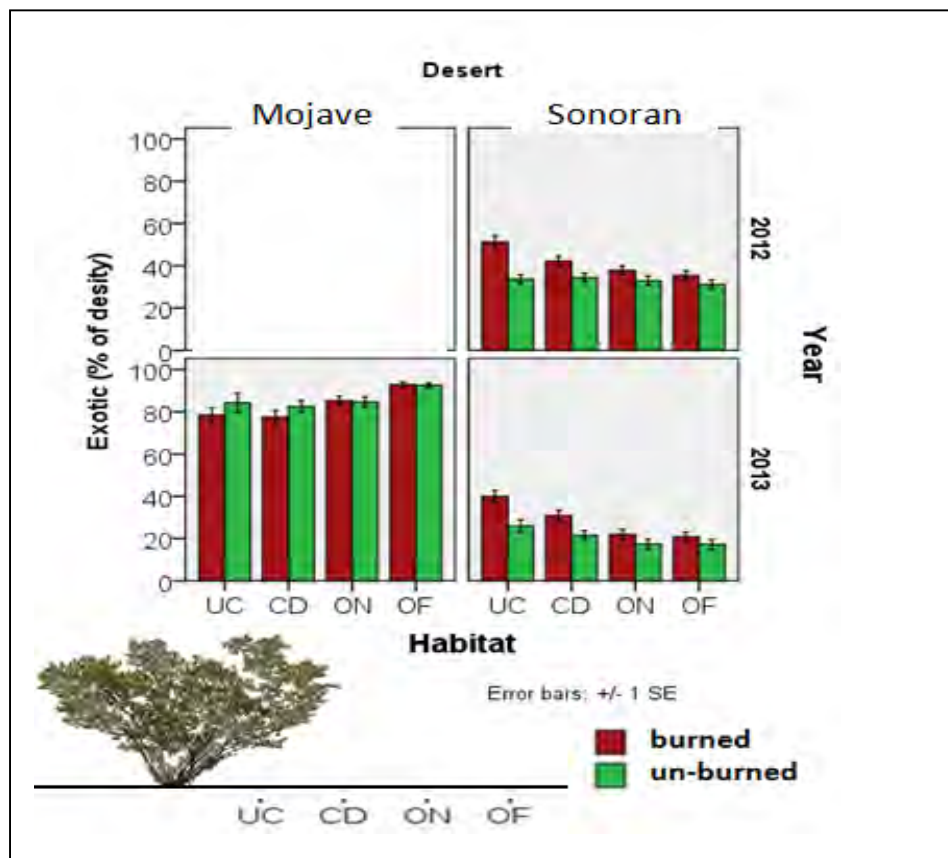 Desert
Mojave Sonoran
100
80
60
40
20
0
2012
100
80
60
40
20
0
2013
Exotic (% of desity)
Year
UC CD ON OF UC CD ON OF
Habitat
Error bars: +/- 1 SE
burned
un-burned
UC CD ON OF